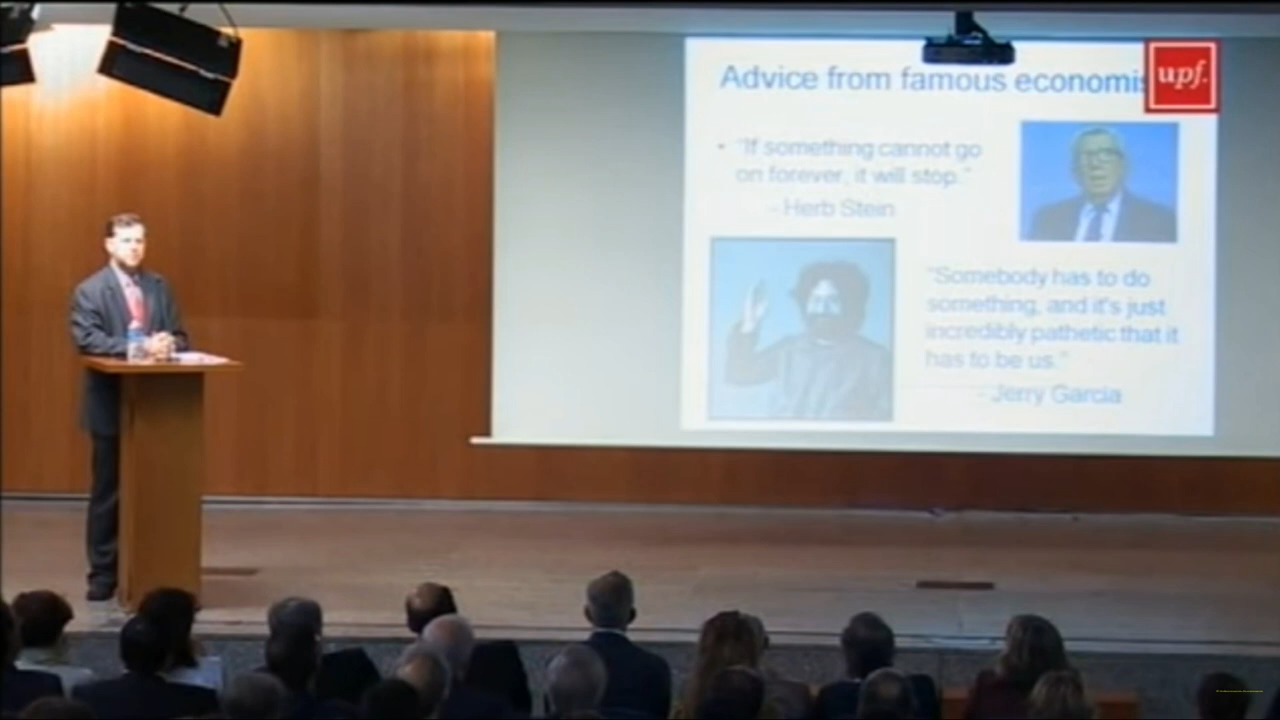 Advice from famous economis
upf.
• "If something cannot go
on forever, it will stop."
- Herb Stein
"Somebody has to do
something, and it's just
incredibly pathetic that it
has to be us."
- Jerry Garcia